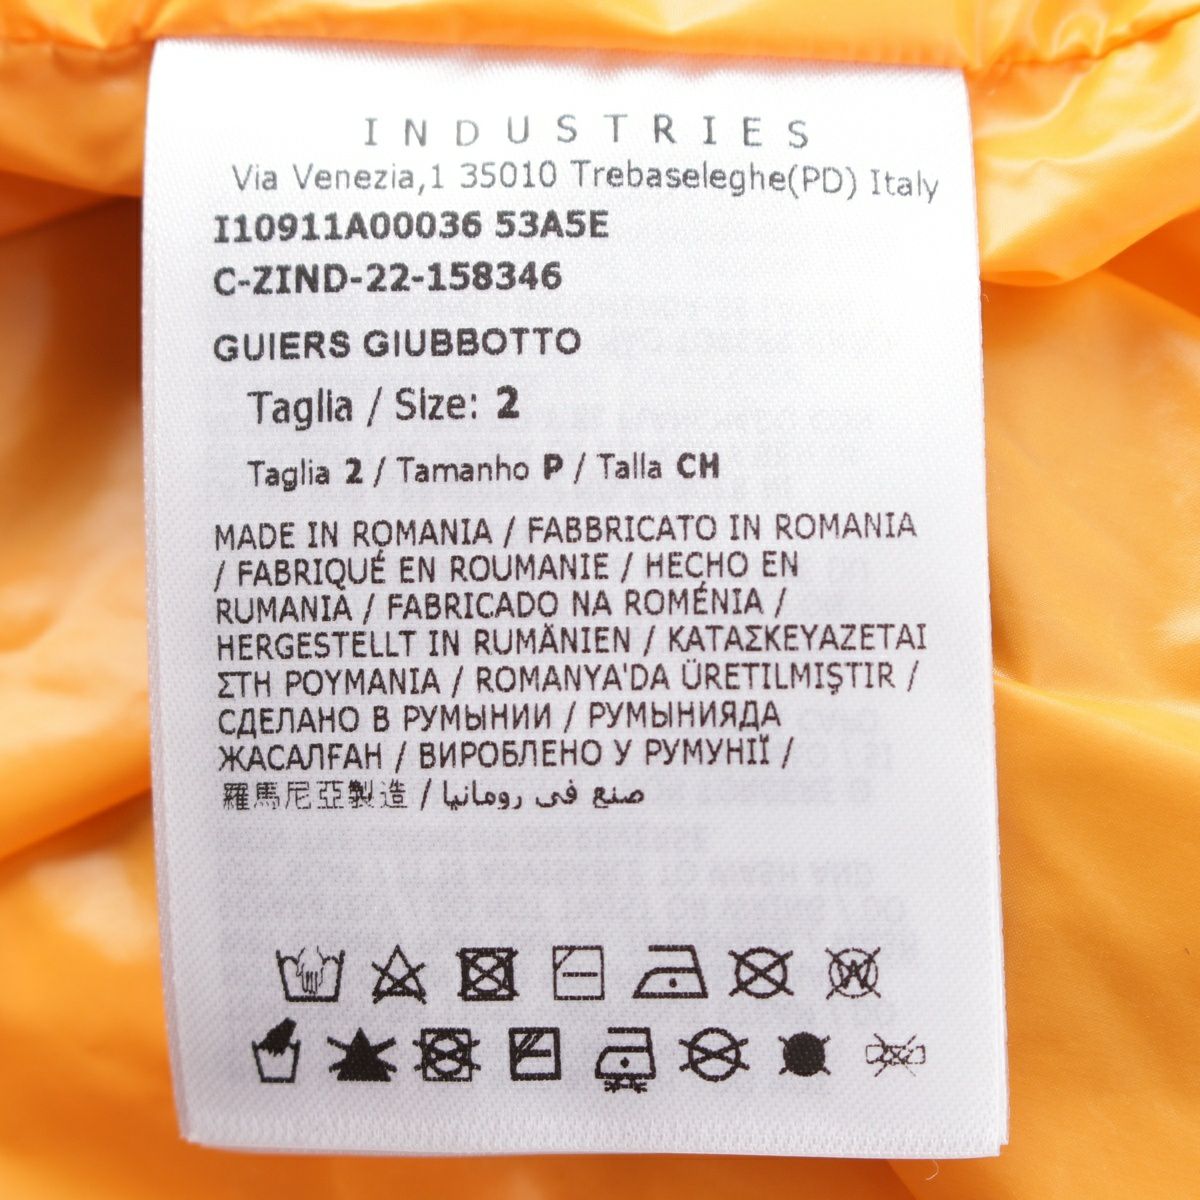 INDUSTRIES
Via Venezia,1 35010 Trebaseleghe(PD) Italy
I10911A00036 53A5E
C-ZIND-22-158346
GUIERS GIUBBOTTO
Taglia / Size: 2
Taglia 2 / Tamanho P / Talla CH
MADE IN ROMANIA / FABBRICATO IN ROMANIA
/ FABRIQUÉ EN ROUMANIE / HECHO EN
RUMANIA / FABRICADO NA ROMÉNIA /
HERGESTELLT IN RUMÄNIEN / ΚΑΤΑΣΚΕΥΑΖΕΤΑΙ
ΣΤΗ ΡΟΥΜΑΝΙΑ / ROMANYA'DA ÜRETILMIŞTIR /
СДЕЛАНО В РУМЫНИИ / РУМЫНИЯДА
ЖАСАЛҒАН / ВИРОБЛЕНО У РУМУНІЇ /
羅馬尼亞製造 / صنع في رومانيا
W